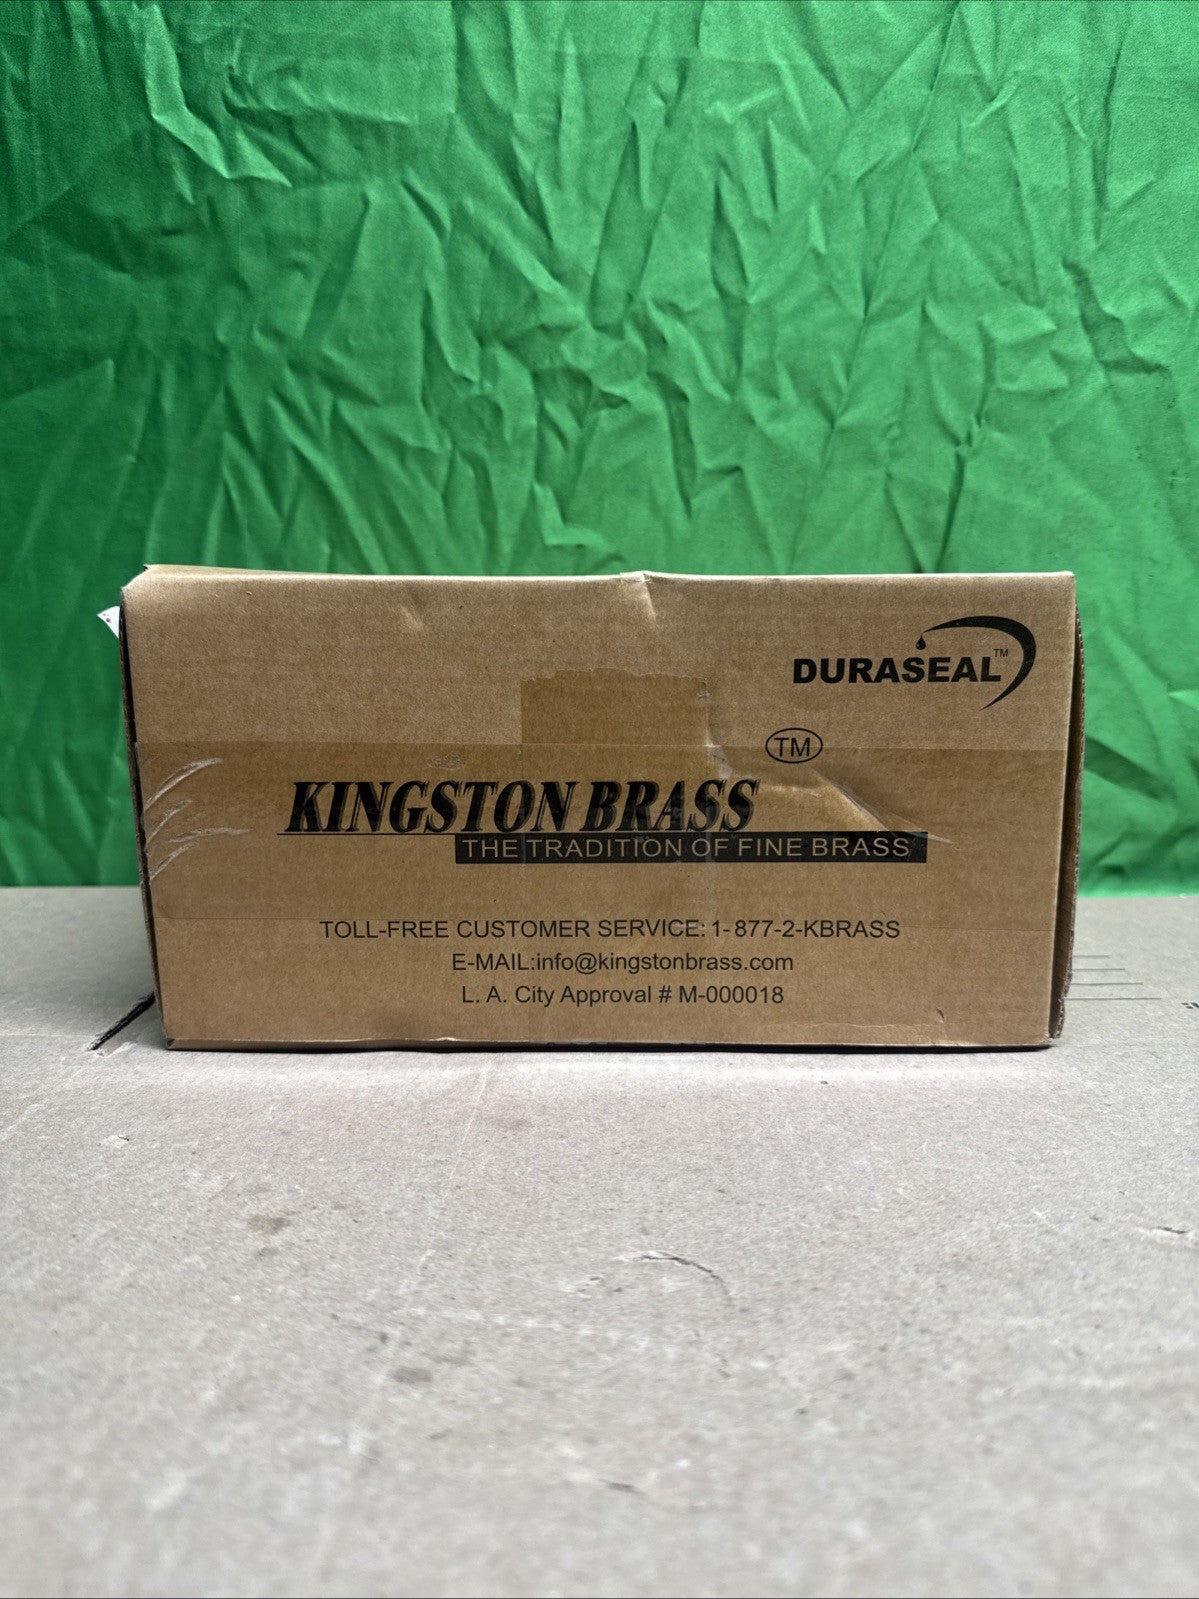 DURASEAL™
TM
KINGSTON BRASS
THE TRADITION OF FINE BRASS
TOLL-FREE CUSTOMER SERVICE: 1-877-2-KBRASS
E-MAIL:info@kingstonbrass.com
L. A. City Approval # M-000018